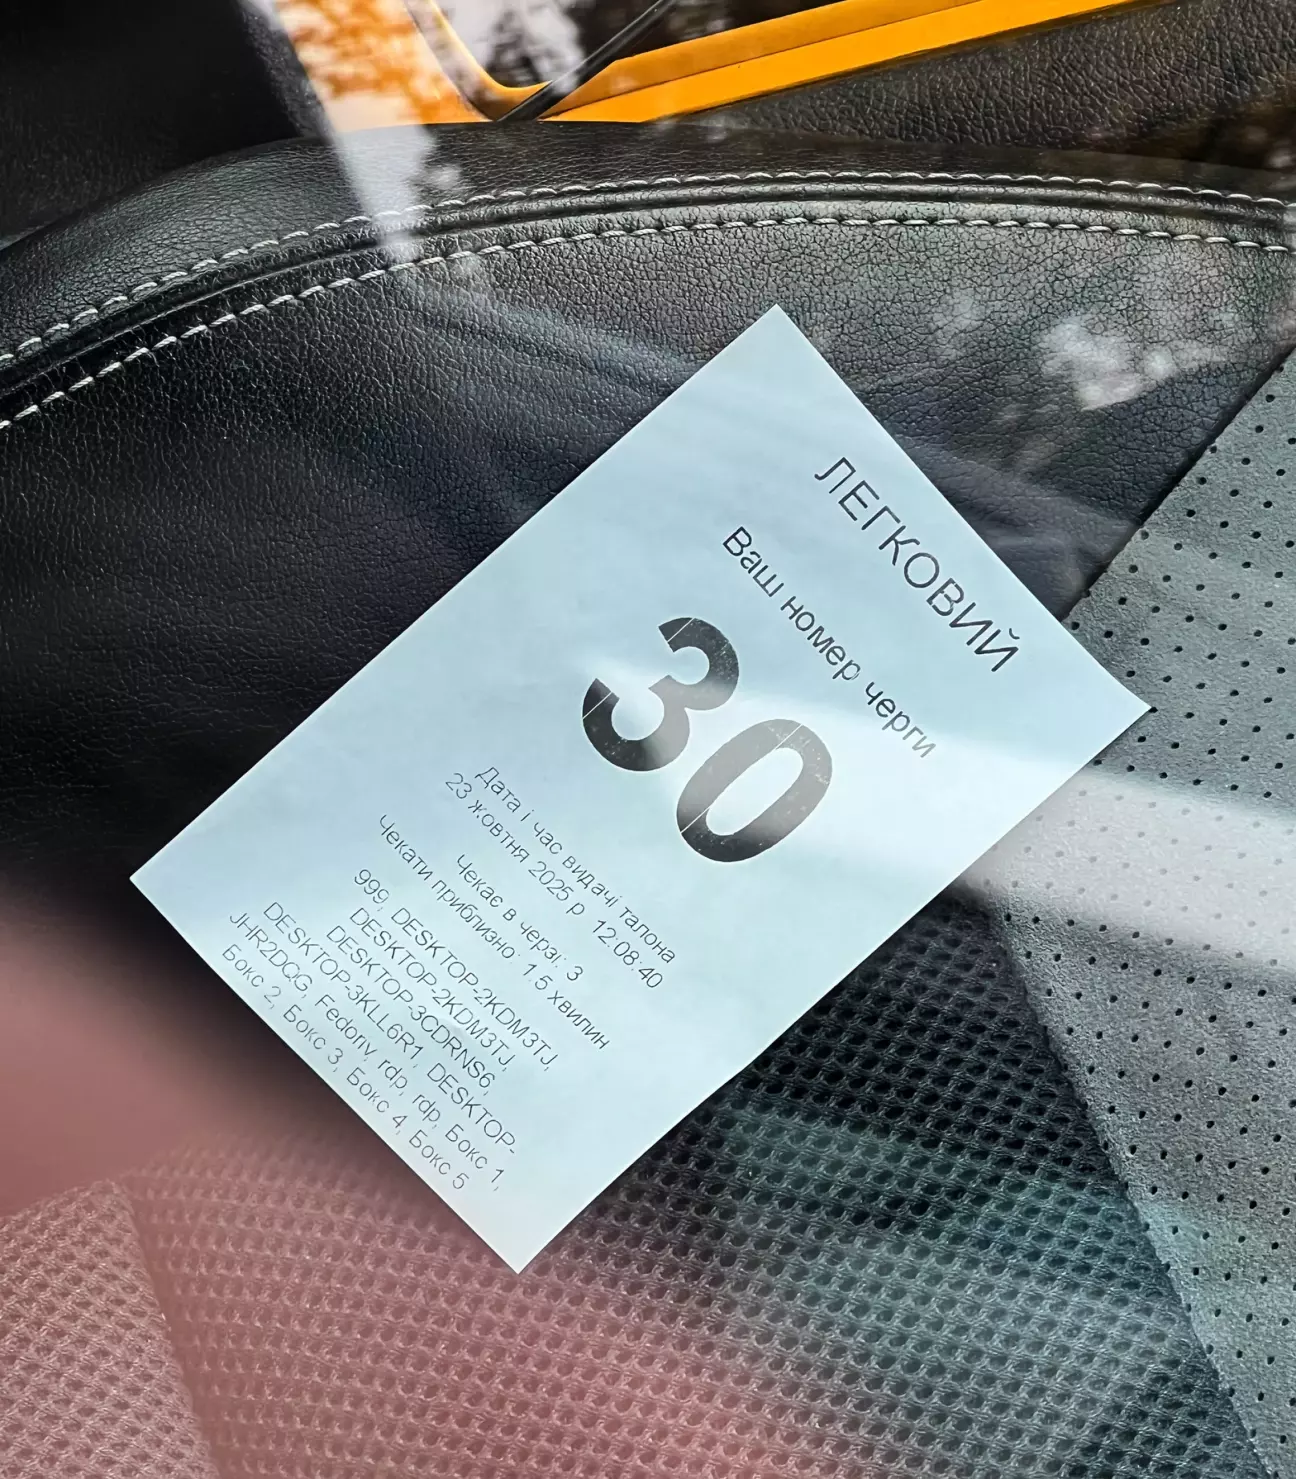 ЛЕГКОВИЙ
Ваш номер черги
30
Дата і час видачі талона
23 жовтня 2025 р. 12:08:40
Чекає в черзі: 3
Чекати приблизно: 1,5 хвилин
999, DESKTOP-2KDM3TJ,
DESKTOP-2KDM3TJ,
DESKTOP-3CDRNS6,
DESKTOP-3KLL6R1, DESKTOP-
JHR2DQG, Fedoriv, rdp, rdp, Бокс 1,
Бокс 2, Бокс 3, Бокс 4, Бокс 5